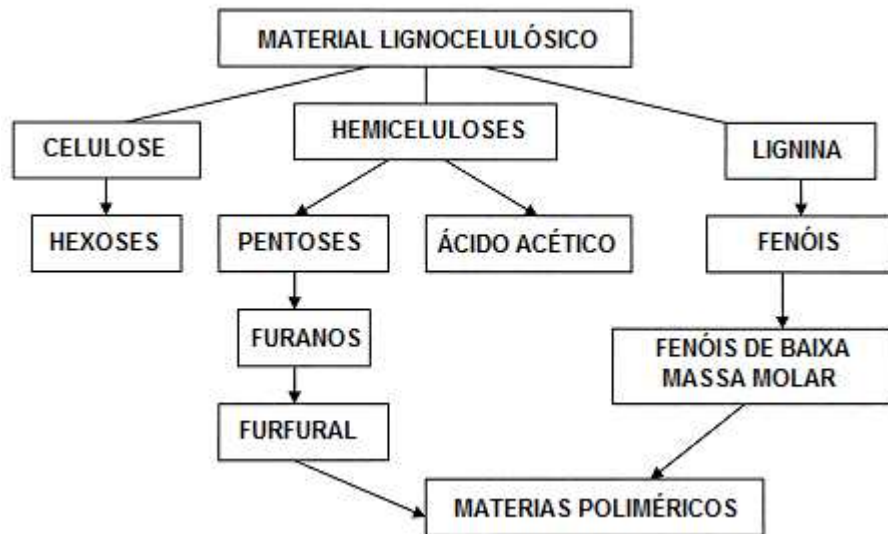 MATERIAL LIGNOCELULÓSICO
CELULOSE
HEMICELULOSES
LIGNINA
HEXOSES
PENTOSES
ÁCIDO ACÉTICO
FENÓIS
FURANOS
FENÓIS DE BAIXA
MASSA MOLAR
FURFURAL
MATERIAS POLIMÉRICOS